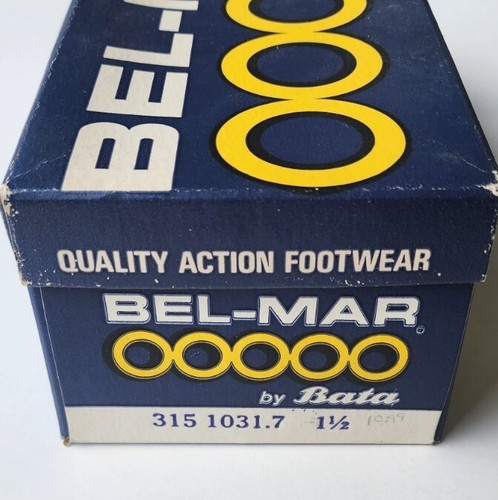 BEL-M
QUALITY ACTION FOOTWEAR
BEL-MAR
by Bata
315 1031.7 1½